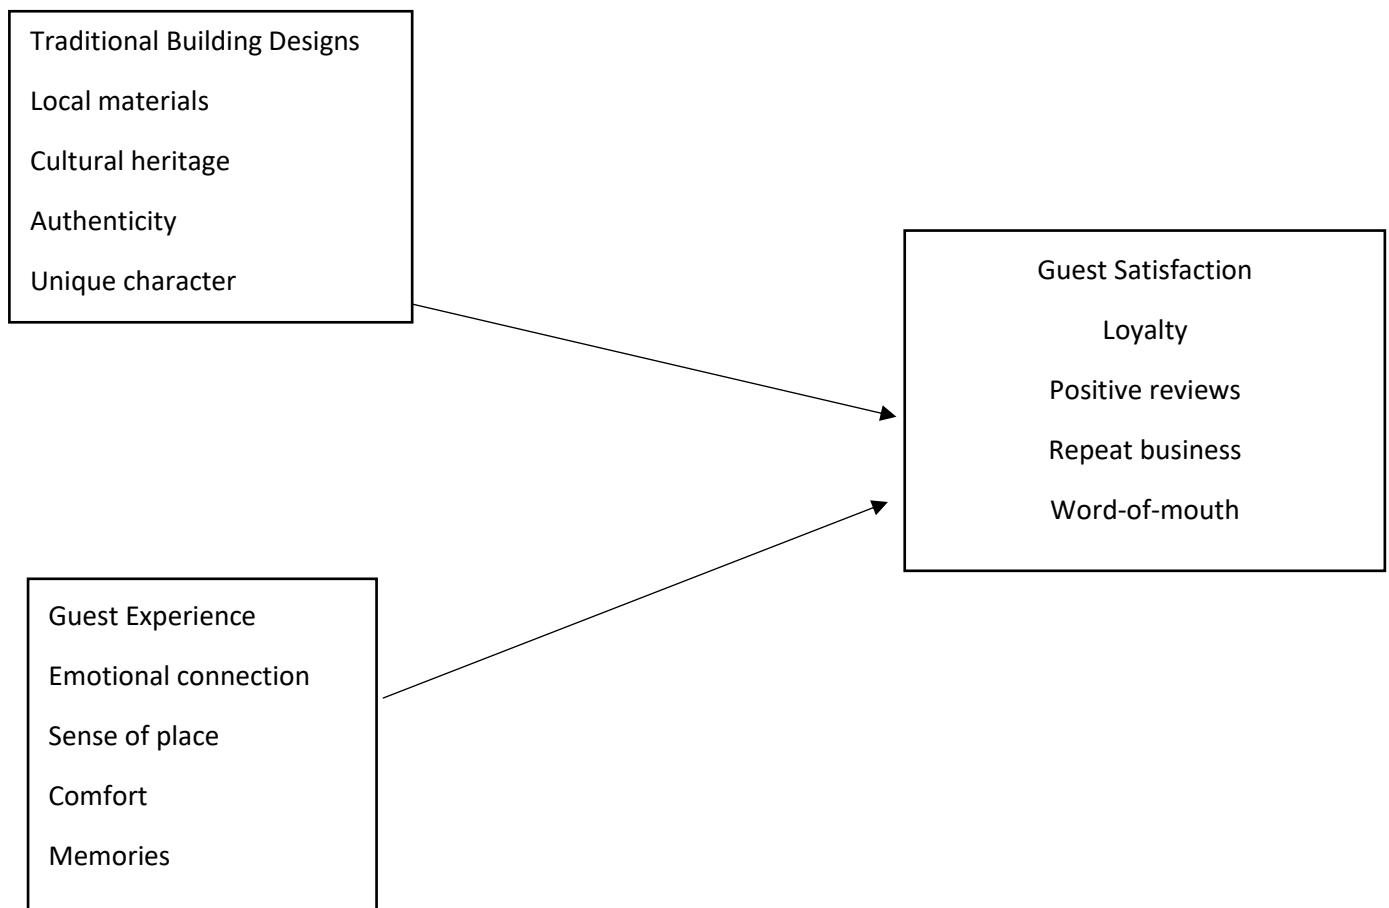 Traditional Building Designs
Local materials
Cultural heritage
Authenticity
Unique character
Guest Satisfaction
Loyalty
Positive reviews
Repeat business
Word-of-mouth
Guest Experience
Emotional connection
Sense of place
Comfort
Memories